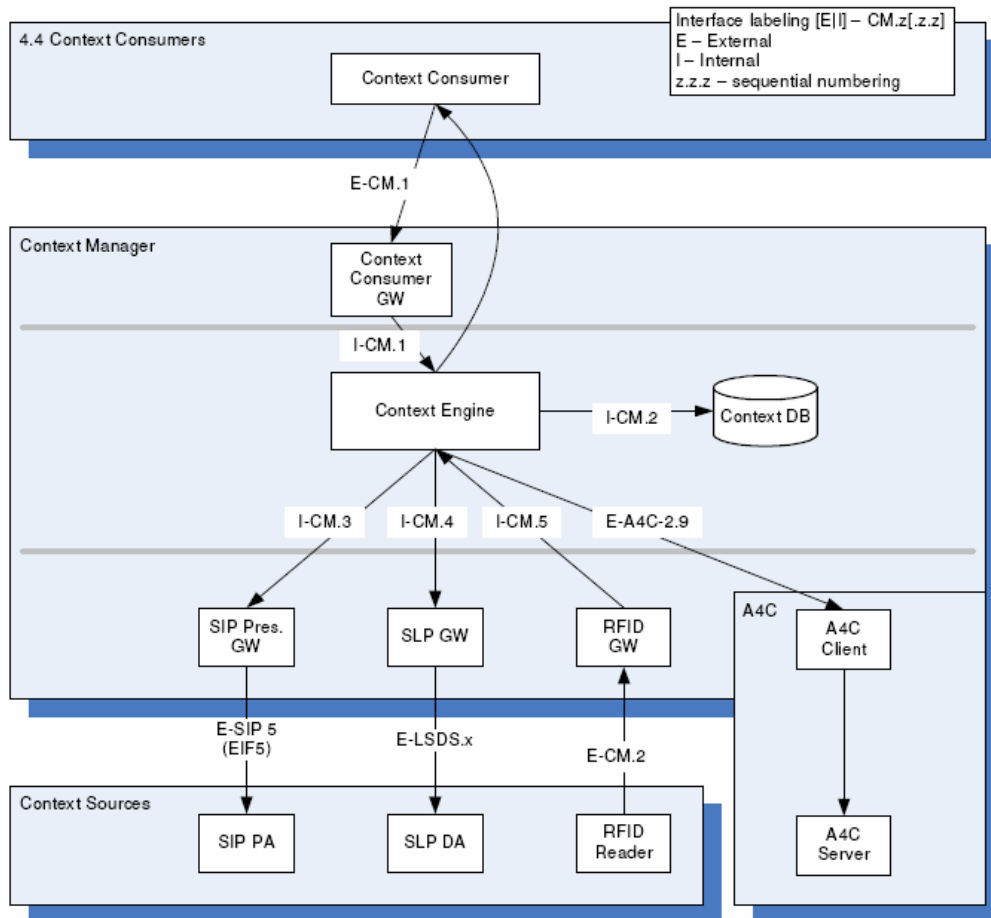 4.4 Context Consumers
Interface labeling [E|I] – CM.z[.z.z]
E – External
I – Internal
z.z.z – sequential numbering
Context Consumer
E-CM.1
Context Manager
Context
Consumer
GW
I-CM.1
Context Engine
I-CM.2
Context DB
I-CM.3
I-CM.4
I-CM.5
E-A4C-2.9
SIP Pres.
GW
SLP GW
RFID
GW
A4C
A4C
Client
E-SIP 5
(EIF5)
E-LSDS.x
E-CM.2
Context Sources
SIP PA
SLP DA
RFID
Reader
A4C
Server